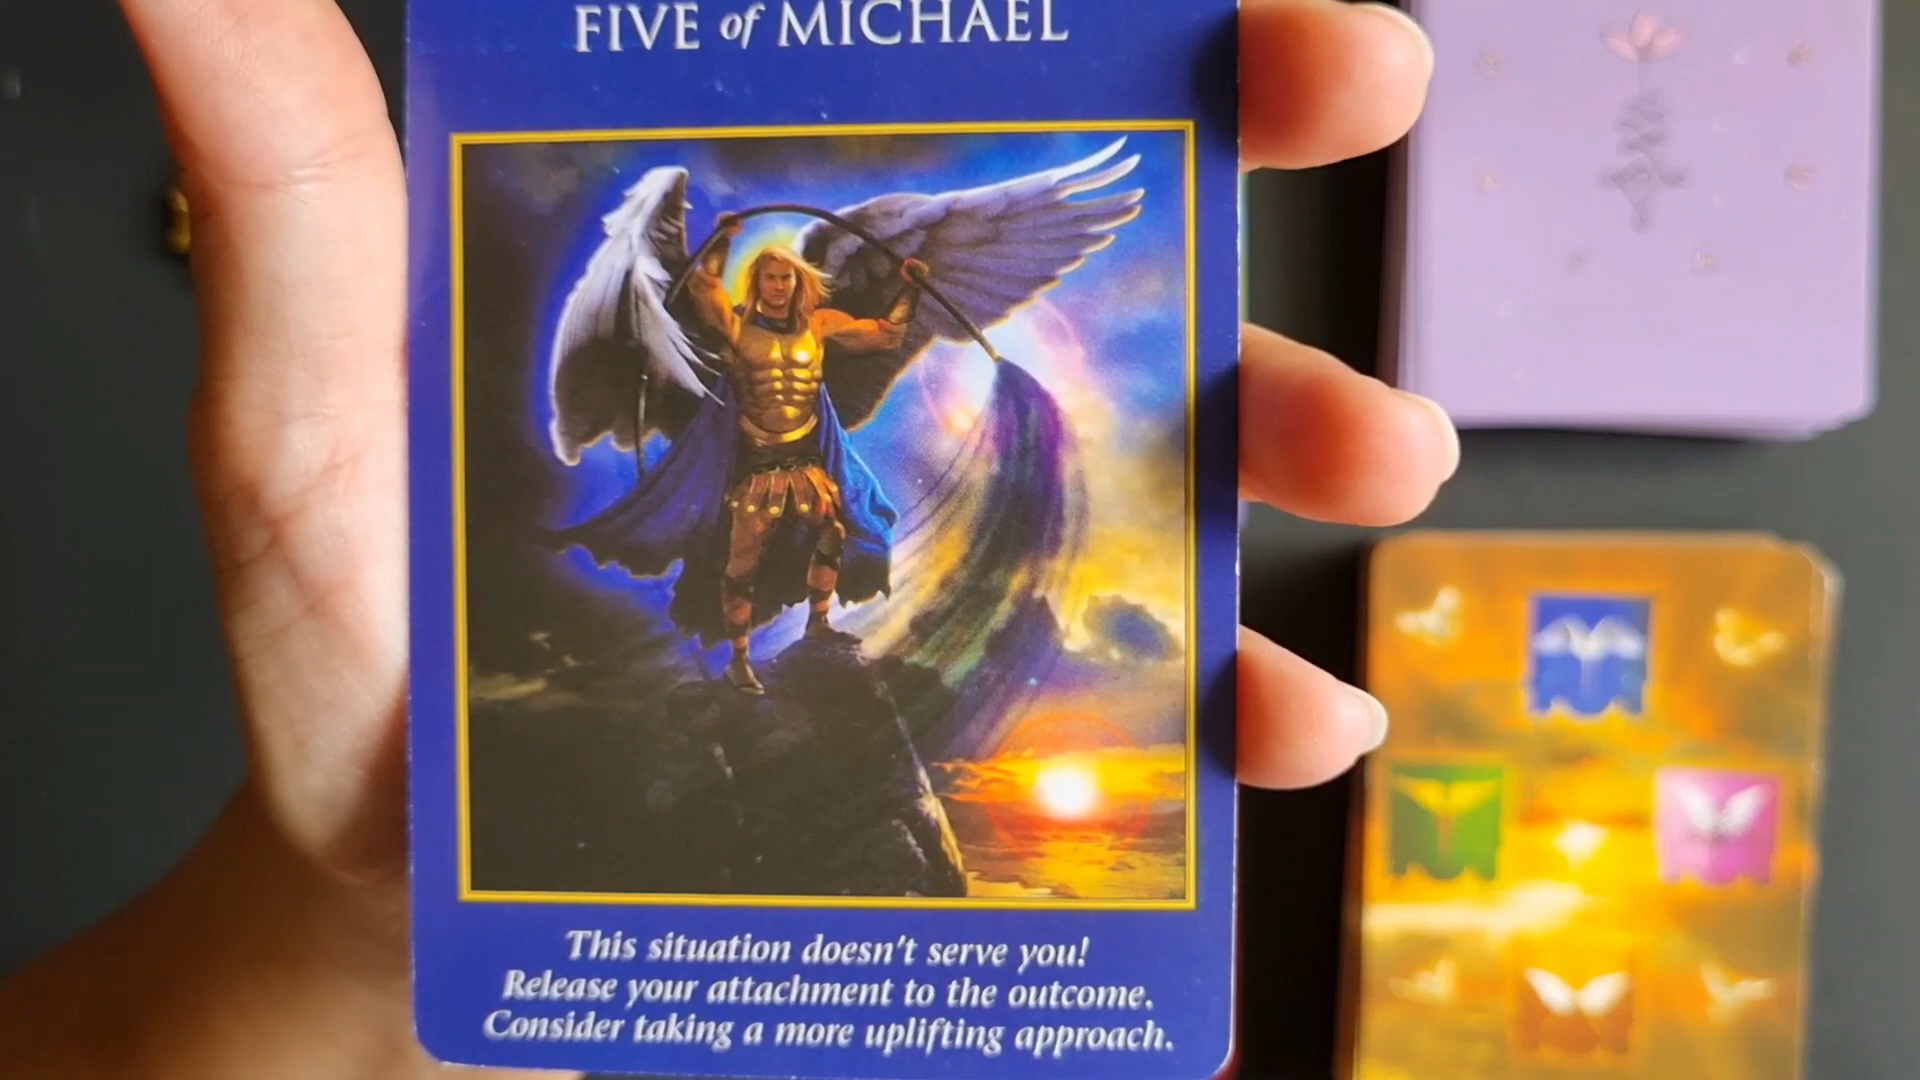 FIVE of MICHAEL
This situation doesn't serve you!
Release your attachment to the outcome.
Consider taking a more uplifting approach.